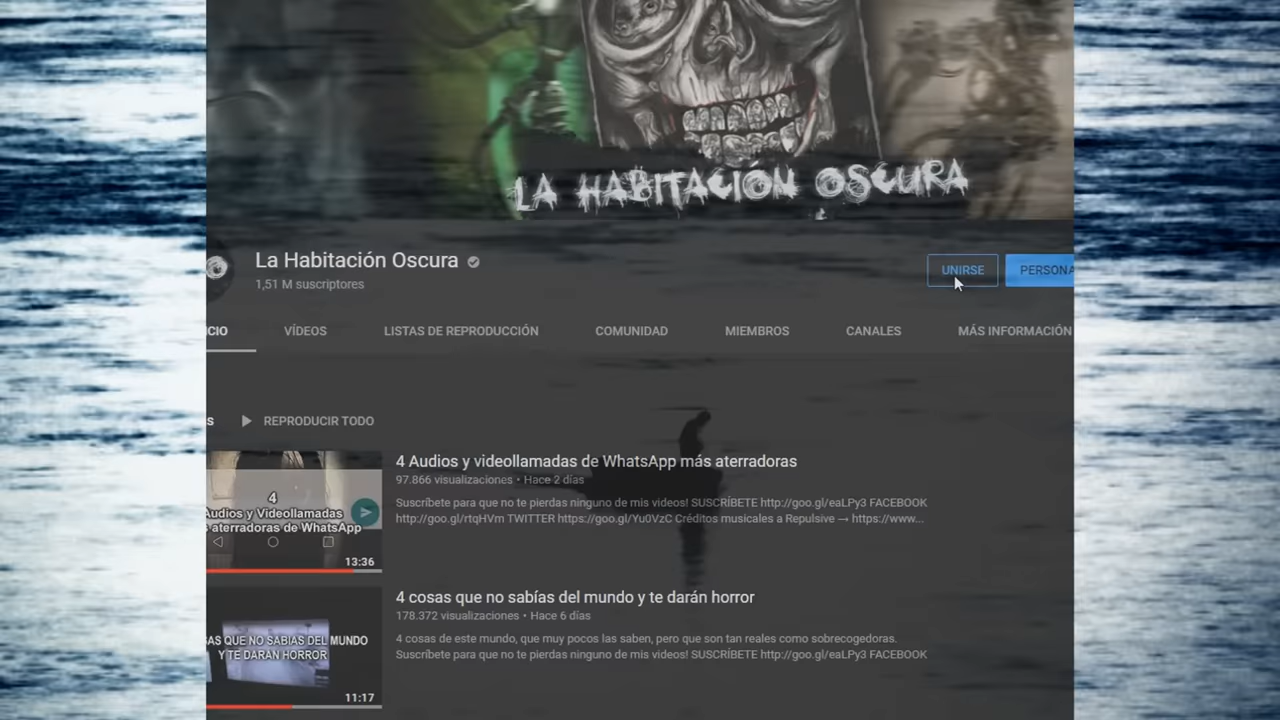 LA HABITACIÓN OSCURA
La Habitación Oscura
1,51 M suscriptores
UNIRSE
PERSONA
ICIO
VÍDEOS
LISTAS DE REPRODUCCIÓN
COMUNIDAD
MIEMBROS
CANALES
MÁS INFORMACIÓN
S
REPRODUCIR TODO
4 Audios y videollamadas de WhatsApp más aterradoras
97.866 visualizaciones • Hace 2 días
Suscríbete para que no te pierdas ninguno de mis videos! SUSCRÍBETE http://goo.gl/eaLPy3 FACEBOOK
http://goo.gl/rtqHVm TWITTER https://goo.gl/Yu0VzC Créditos musicales a Repulsive → https://www...
4
Audios y Videollamadas
s aterradoras de WhatsApp
13:36
4 cosas que no sabías del mundo y te darán horror
178.372 visualizaciones • Hace 6 días
4 cosas de este mundo, que muy pocos las saben, pero que son tan reales como sobrecogedoras.
Suscríbete para que no te pierdas ninguno de mis videos! SUSCRÍBETE http://goo.gl/eaLPy3 FACEBOOK
SAS QUE NO SABIAS DEL MUNDO
Y TE DARAN HORROR
11:17